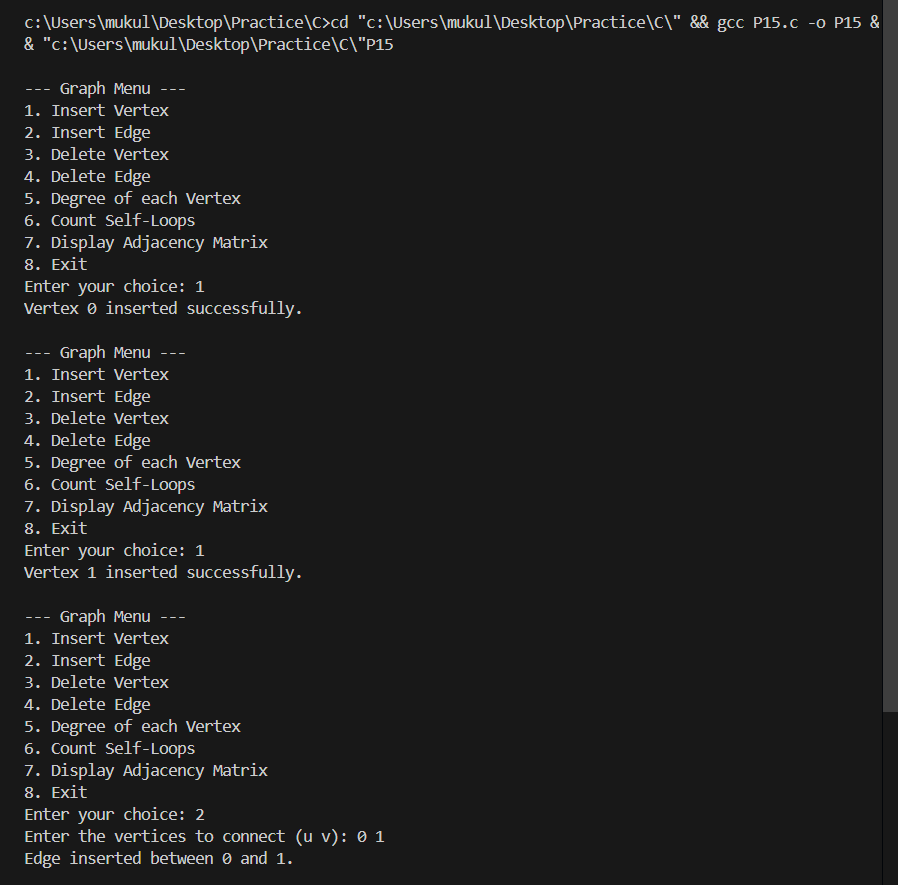 c:\Users\mukul\Desktop\Practice\C>cd "c:\Users\mukul\Desktop\Practice\C\" && gcc P15.c -o P15 &
& "c:\Users\mukul\Desktop\Practice\C\"P15
--- Graph Menu ---
1. Insert Vertex
2. Insert Edge
3. Delete Vertex
4. Delete Edge
5. Degree of each Vertex
6. Count Self-Loops
7. Display Adjacency Matrix
8. Exit
Enter your choice: 1
Vertex 0 inserted successfully.
--- Graph Menu ---
1. Insert Vertex
2. Insert Edge
3. Delete Vertex
4. Delete Edge
5. Degree of each Vertex
6. Count Self-Loops
7. Display Adjacency Matrix
8. Exit
Enter your choice: 1
Vertex 1 inserted successfully.
--- Graph Menu ---
1. Insert Vertex
2. Insert Edge
3. Delete Vertex
4. Delete Edge
5. Degree of each Vertex
6. Count Self-Loops
7. Display Adjacency Matrix
8. Exit
Enter your choice: 2
Enter the vertices to connect (u v): 0 1
Edge inserted between 0 and 1.